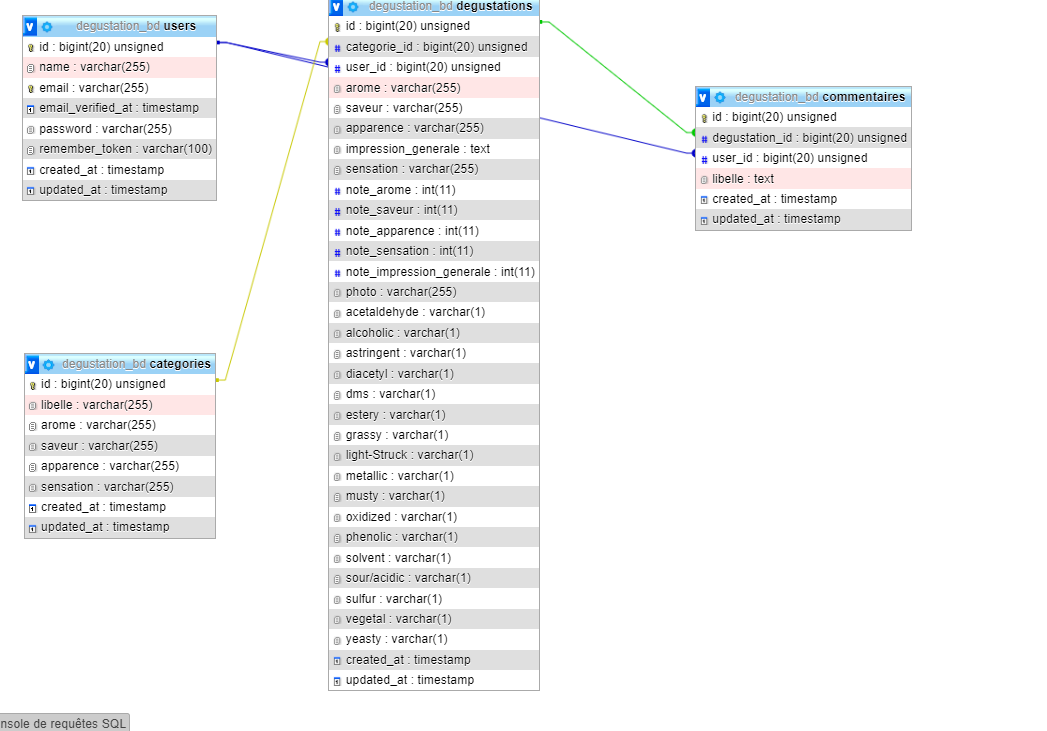 degustation_bd users
id : bigint(20) unsigned
name : varchar(255)
email : varchar(255)
email_verified_at : timestamp
password : varchar(255)
remember_token : varchar(100)
created_at : timestamp
updated_at : timestamp
degustation_bd categories
id : bigint(20) unsigned
libelle : varchar(255)
arome : varchar(255)
saveur : varchar(255)
apparence : varchar(255)
sensation : varchar(255)
created_at : timestamp
updated_at : timestamp
degustation_bd degustations
id : bigint(20) unsigned
categorie_id : bigint(20) unsigned
user_id : bigint(20) unsigned
arome : varchar(255)
saveur : varchar(255)
apparence : varchar(255)
impression_generale : text
sensation : varchar(255)
note_arome : int(11)
note_saveur : int(11)
note_apparence : int(11)
note_sensation : int(11)
note_impression_generale : int(11)
photo : varchar(255)
acetaldehyde : varchar(1)
alcoholic : varchar(1)
astringent : varchar(1)
diacetyl : varchar(1)
dms : varchar(1)
estery : varchar(1)
grassy : varchar(1)
light-Struck : varchar(1)
metallic : varchar(1)
musty : varchar(1)
oxidized : varchar(1)
phenolic : varchar(1)
solvent : varchar(1)
sour/acidic : varchar(1)
sulfur : varchar(1)
vegetal : varchar(1)
yeasty : varchar(1)
created_at : timestamp
updated_at : timestamp
degustation_bd commentaires
id : bigint(20) unsigned
degustation_id : bigint(20) unsigned
user_id : bigint(20) unsigned
libelle : text
created_at : timestamp
updated_at : timestamp
nsole de requêtes SQL